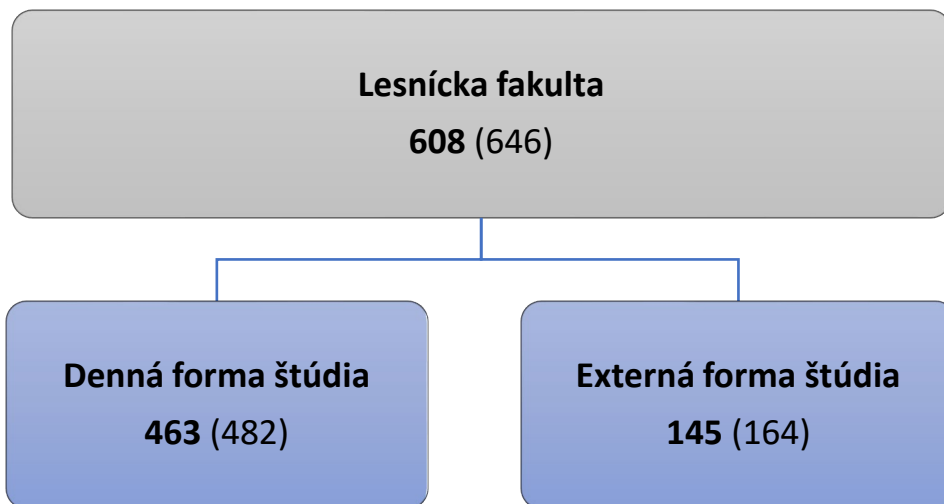 Lesnícka fakulta
608 (646)
Denná forma štúdia
463 (482)
Externá forma štúdia
145 (164)